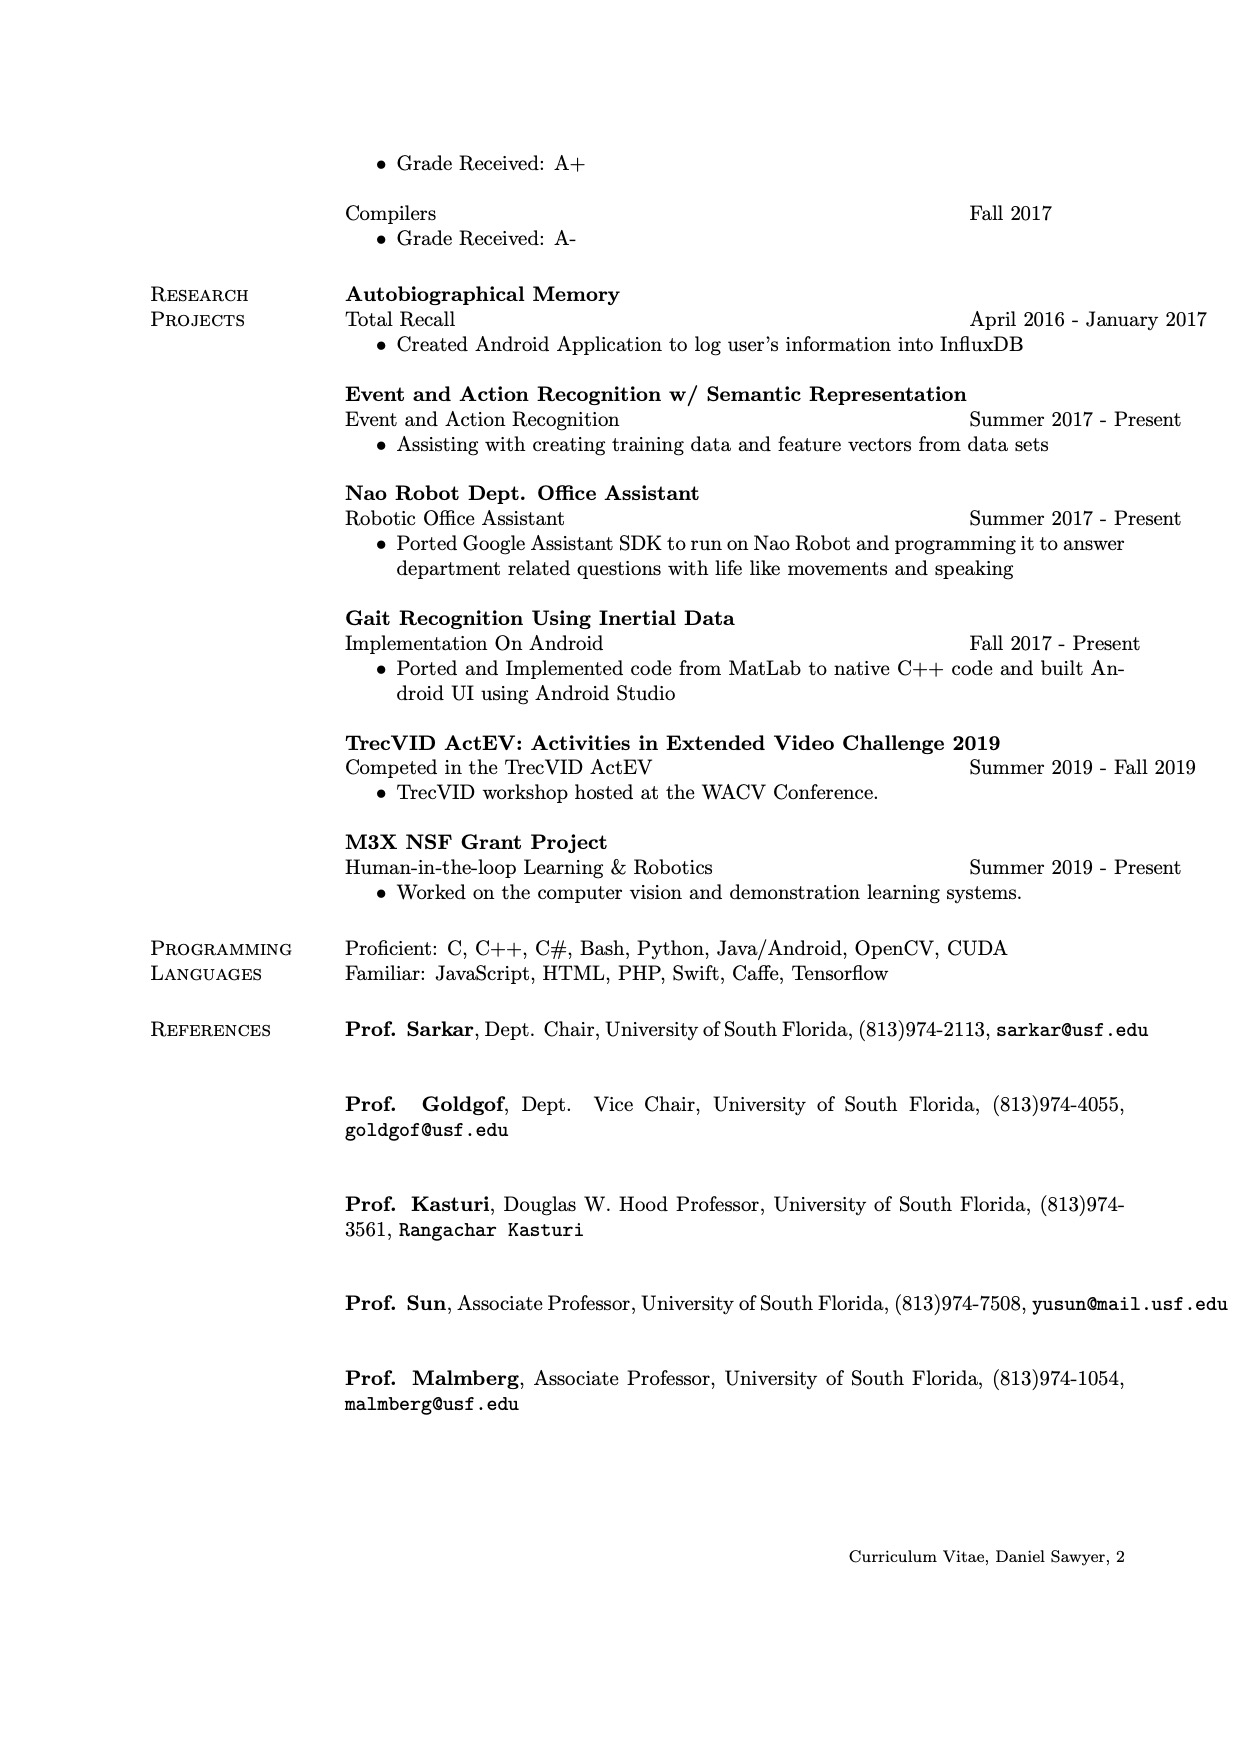 • Grade Received: A+
Compilers Fall 2017
• Grade Received: A-
Research Projects
Autobiographical Memory
Total Recall April 2016 - January 2017
• Created Android Application to log user's information into InfluxDB
Event and Action Recognition w/ Semantic Representation
Event and Action Recognition Summer 2017 - Present
• Assisting with creating training data and feature vectors from data sets
Nao Robot Dept. Office Assistant
Robotic Office Assistant Summer 2017 - Present
• Ported Google Assistant SDK to run on Nao Robot and programming it to answer
department related questions with life like movements and speaking
Gait Recognition Using Inertial Data
Implementation On Android Fall 2017 - Present
• Ported and Implemented code from MatLab to native C++ code and built An-
droid UI using Android Studio
TrecVID ActEV: Activities in Extended Video Challenge 2019
Competed in the TrecVID ActEV Summer 2019 - Fall 2019
• TrecVID workshop hosted at the WACV Conference.
M3X NSF Grant Project
Human-in-the-loop Learning & Robotics Summer 2019 - Present
• Worked on the computer vision and demonstration learning systems.
Programming Languages
Proficient: C, C++, C#, Bash, Python, Java/Android, OpenCV, CUDA
Familiar: JavaScript, HTML, PHP, Swift, Caffe, Tensorflow
References
Prof. Sarkar, Dept. Chair, University of South Florida, (813)974-2113, sarkar@usf.edu
Prof. Goldgof, Dept. Vice Chair, University of South Florida, (813)974-4055,
goldgof@usf.edu
Prof. Kasturi, Douglas W. Hood Professor, University of South Florida, (813)974-
3561, Rangachar Kasturi
Prof. Sun, Associate Professor, University of South Florida, (813)974-7508, yusun@mail.usf.edu
Prof. Malmberg, Associate Professor, University of South Florida, (813)974-1054,
malmberg@usf.edu
Curriculum Vitae, Daniel Sawyer, 2